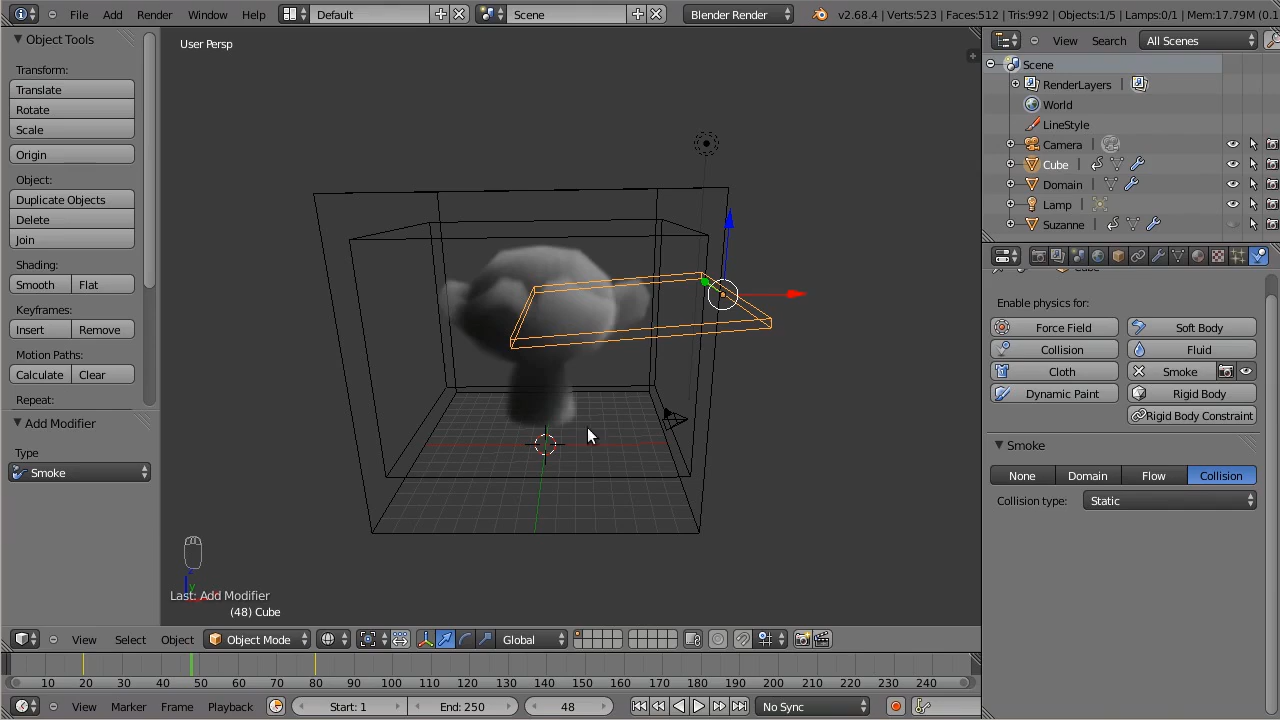 File Add Render Window Help Default Scene Blender Render v2.68.4 | Verts:523 | Faces:512 | Tris:992 | Objects:1/5 | Lamps:0/1 | Mem:17.79M (0.1
Object Tools
Transform:
Translate
Rotate
Scale
Origin
Object:
Duplicate Objects
Delete
Join
Shading:
Smooth Flat
Keyframes:
Insert Remove
Motion Paths:
Calculate Clear
Repeat:
Add Modifier
Type
Smoke
User Persp
Last: Add Modifier
(48) Cube
View Search All Scenes
Scene
RenderLayers
World
LineStyle
Camera
Cube
Domain
Lamp
Suzanne
Enable physics for:
Force Field Soft Body
Collision Fluid
Cloth Smoke
Dynamic Paint Rigid Body
Rigid Body Constraint
Smoke
None Domain Flow Collision
Collision type: Static
View Select Object Object Mode Global
10 20 30 40 50 60 70 80 90 100 110 120 130 140 150 160 170 180 190 200 210 220 230 240
View Marker Frame Playback Start: 1 End: 250 48 No Sync